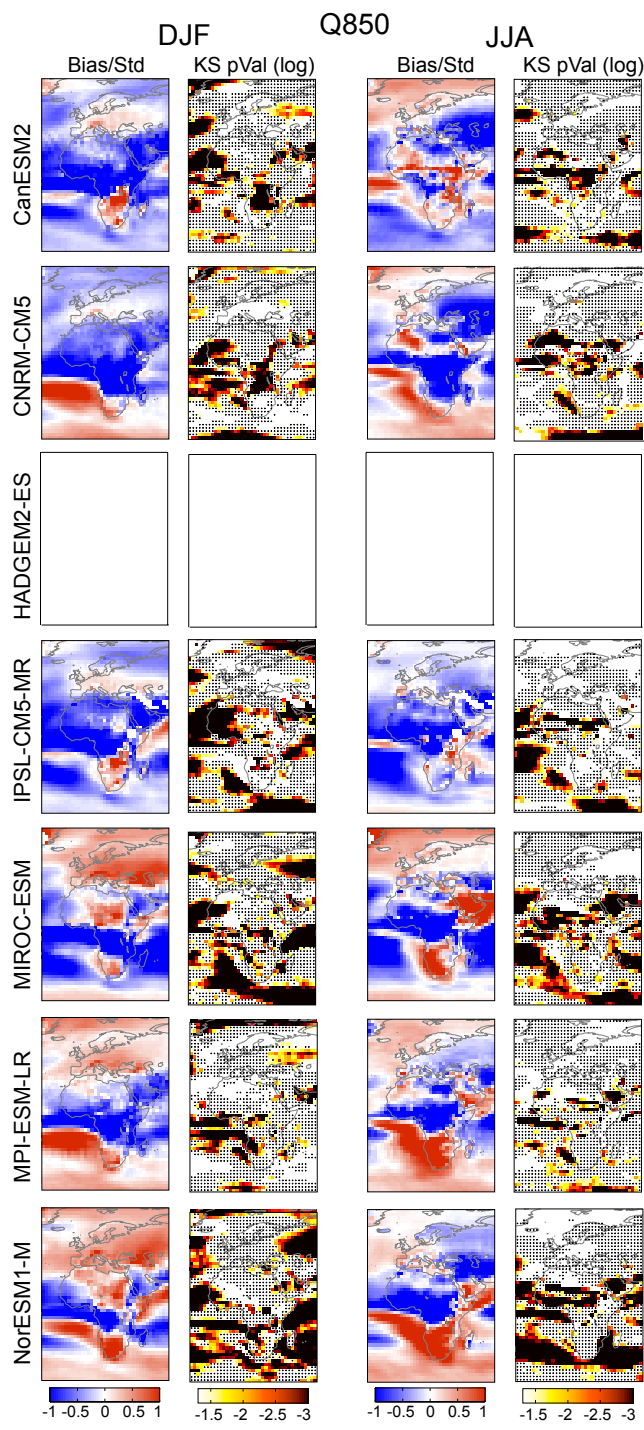 Q850
DJF JJA
Bias/Std KS pVal (log) Bias/Std KS pVal (log)
CanESM2
CNRM-CM5
HADGEM2-ES
IPSL-CM5-MR
MIROC-ESM
MPI-ESM-LR
NorESM1-M
-1 -0.5 0 0.5 1 -1.5 -2 -2.5 -3 -1 -0.5 0 0.5 1 -1.5 -2 -2.5 -3